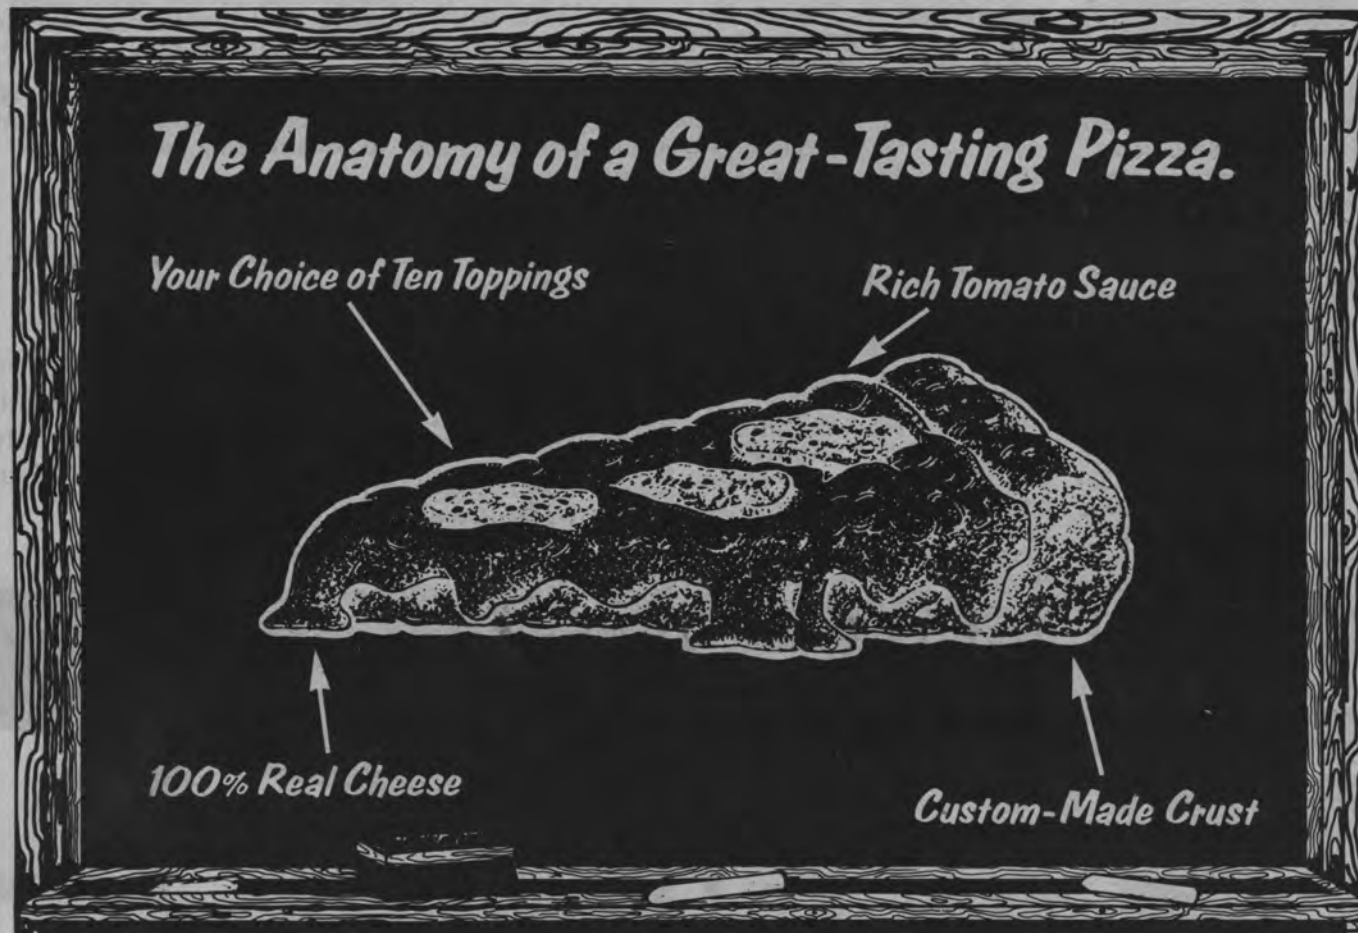 The Anatomy of a Great-Tasting Pizza.
Your Choice of Ten Toppings
Rich Tomato Sauce
100% Real Cheese
Custom-Made Crust